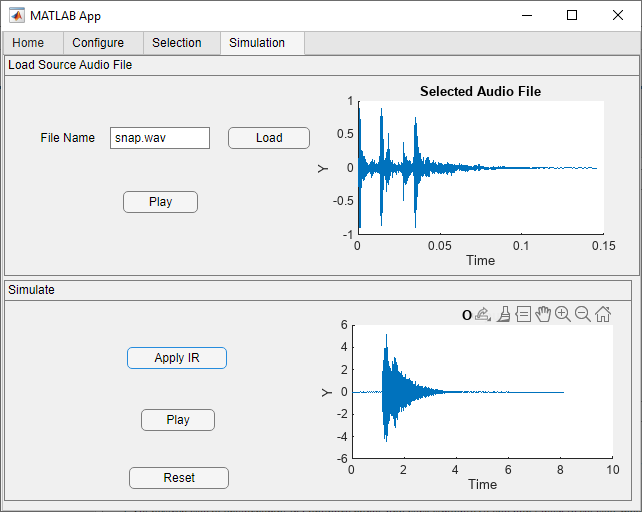 MATLAB App
Home Configure Selection Simulation
Load Source Audio File
File Name snap.wav Load
Play
Selected Audio File
1
0.5
0
-0.5
-1
Y
0 0.05 0.1 0.15
Time
Simulate
Apply IR
Play
Reset
O
6
4
2
0
-2
-4
-6
Y
0 2 4 6 8 10
Time